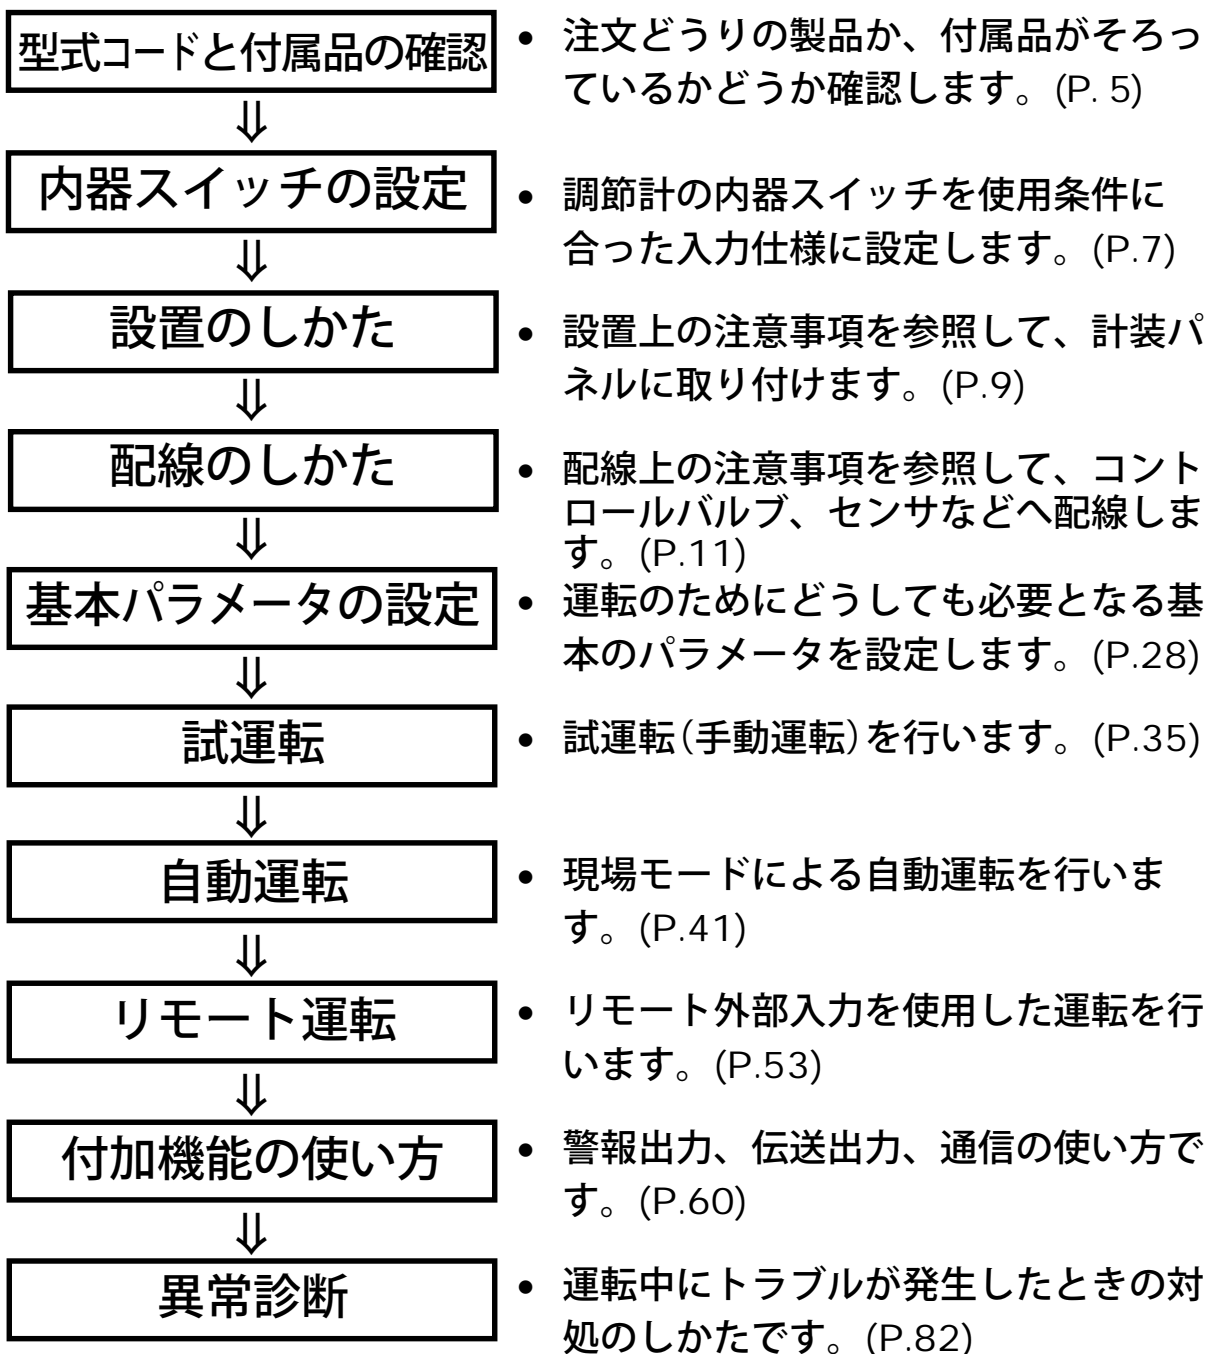 型式コードと付属品の確認
• 注文どうりの製品か、付属品がそろっ
ているかどうか確認します。(P. 5)
⇓
内器スイッチの設定
• 調節計の内器スイッチを使用条件に
合った入力仕様に設定します。(P.7)
⇓
設置のしかた
• 設置上の注意事項を参照して、計装パ
ネルに取り付けます。(P.9)
⇓
配線のしかた
• 配線上の注意事項を参照して、コント
ロールバルブ、センサなどへ配線しま
す。(P.11)
⇓
基本パラメータの設定
• 運転のためにどうしても必要となる基
本のパラメータを設定します。(P.28)
⇓
試運転
• 試運転(手動運転)を行います。(P.35)
⇓
自動運転
• 現場モードによる自動運転を行いま
す。(P.41)
⇓
リモート運転
• リモート外部入力を使用した運転を行
います。(P.53)
⇓
付加機能の使い方
• 警報出力、伝送出力、通信の使い方で
す。(P.60)
⇓
異常診断
• 運転中にトラブルが発生したときの対
処のしかたです。(P.82)